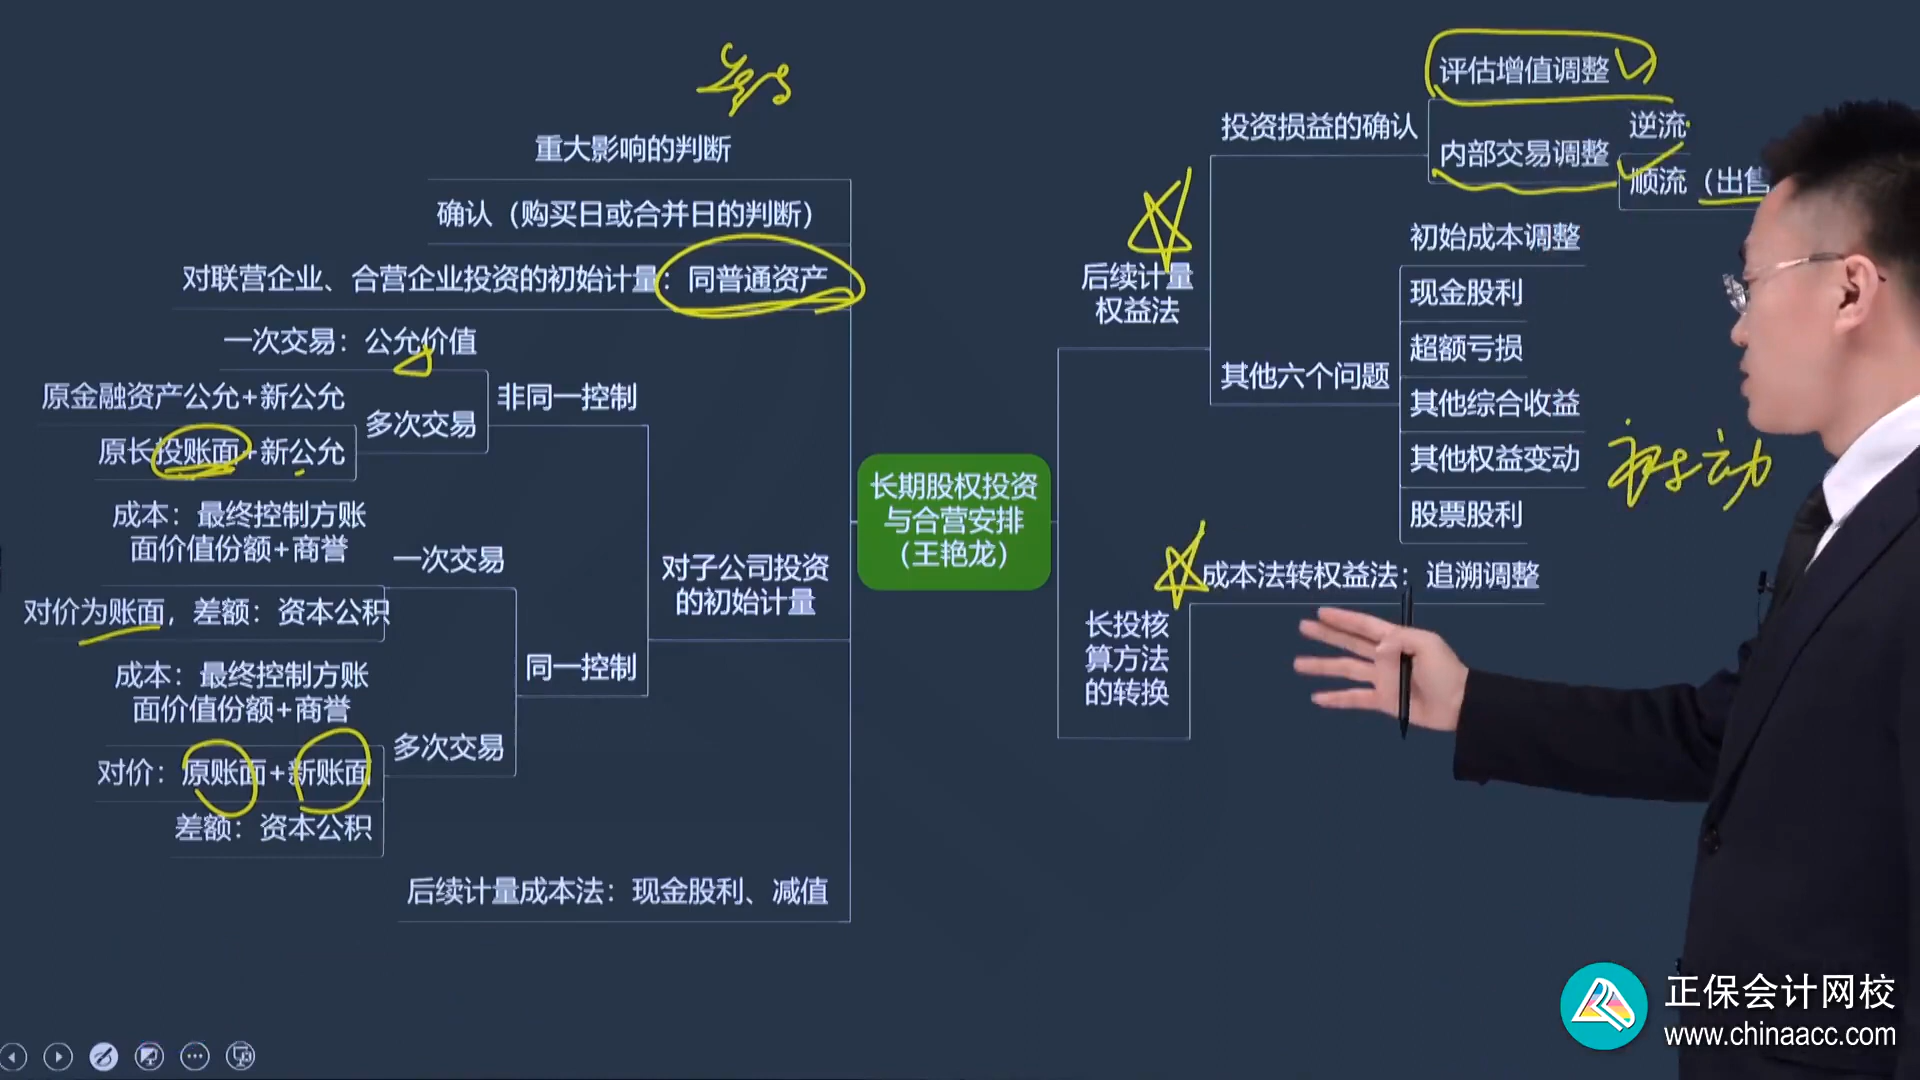 重大影响的判断
确认（购买日或合并日的判断）
对联营企业、合营企业投资的初始计量：同普通资产
一次交易：公允价值
原金融资产公允+新公允
多次交易
非同一控制
原长投账面+新公允
成本：最终控制方账
面价值份额+商誉
一次交易
对价为账面，差额：资本公积
对子公司投资
的初始计量
同一控制
成本：最终控制方账
面价值份额+商誉
多次交易
对价：原账面+新账面
差额：资本公积
后续计量成本法：现金股利、减值
长期股权投资
与合营安排
（王艳龙）
评估增值调整
投资损益的确认
内部交易调整
逆流
顺流（出售
后续计量
权益法
初始成本调整
现金股利
超额亏损
其他六个问题
其他综合收益
其他权益变动
股票股利
成本法转权益法：追溯调整
长投核
算方法
的转换
正保会计网校
www.chinaacc.com